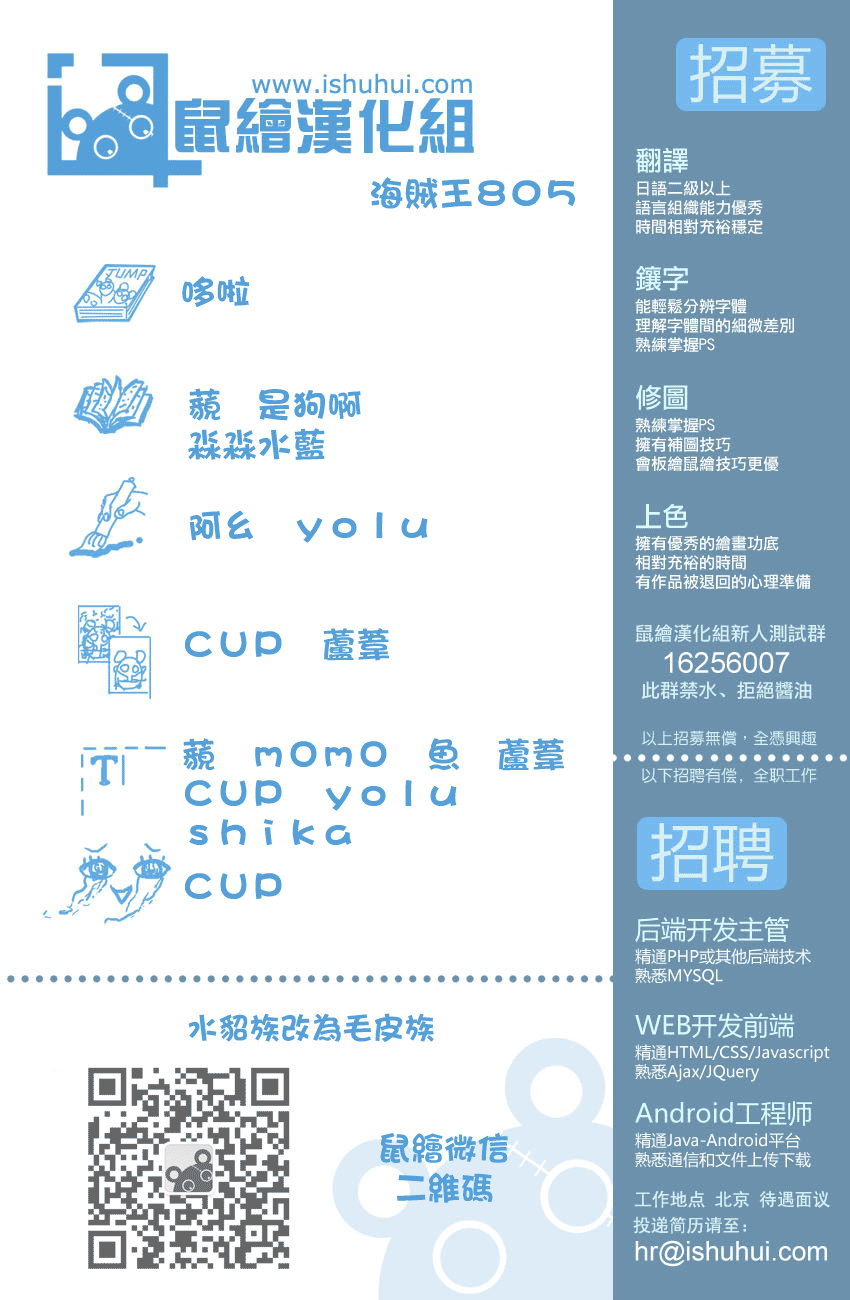 www.ishuhui.com
鼠繪漢化組
海賊王805
JUMP
哆啦
蘋 是狗啊
淼淼水藍
阿幺 yolu
CUP 蘆葦
T
蘋 momo 魚 蘆葦
CUP yolu
shika
CUP
水貂族改為毛皮族
鼠繪微信
二維碼
招募
翻譯
日語二級以上
語言組織能力優秀
時間相對充裕穩定
鑲字
能輕鬆分辨字體
理解字體間的細微差別
熟練掌握PS
修圖
熟練掌握PS
擁有補圖技巧
會板繪鼠繪技巧更優
上色
擁有優秀的繪畫功底
相對充裕的時間
有作品被退回的心理準備
鼠繪漢化組新人測試群
16256007
此群禁水、拒絕醬油
以上招募無償，全憑興趣
以下招聘有偿，全职工作
招聘
后端开发主管
精通PHP或其他后端技术
熟悉MYSQL
WEB开发前端
精通HTML/CSS/Javascript
熟悉Ajax/JQuery
Android工程师
精通Java-Android平台
熟悉通信和文件上传下载
工作地点 北京 待遇面议
投递简历请至：
hr@ishuhui.com